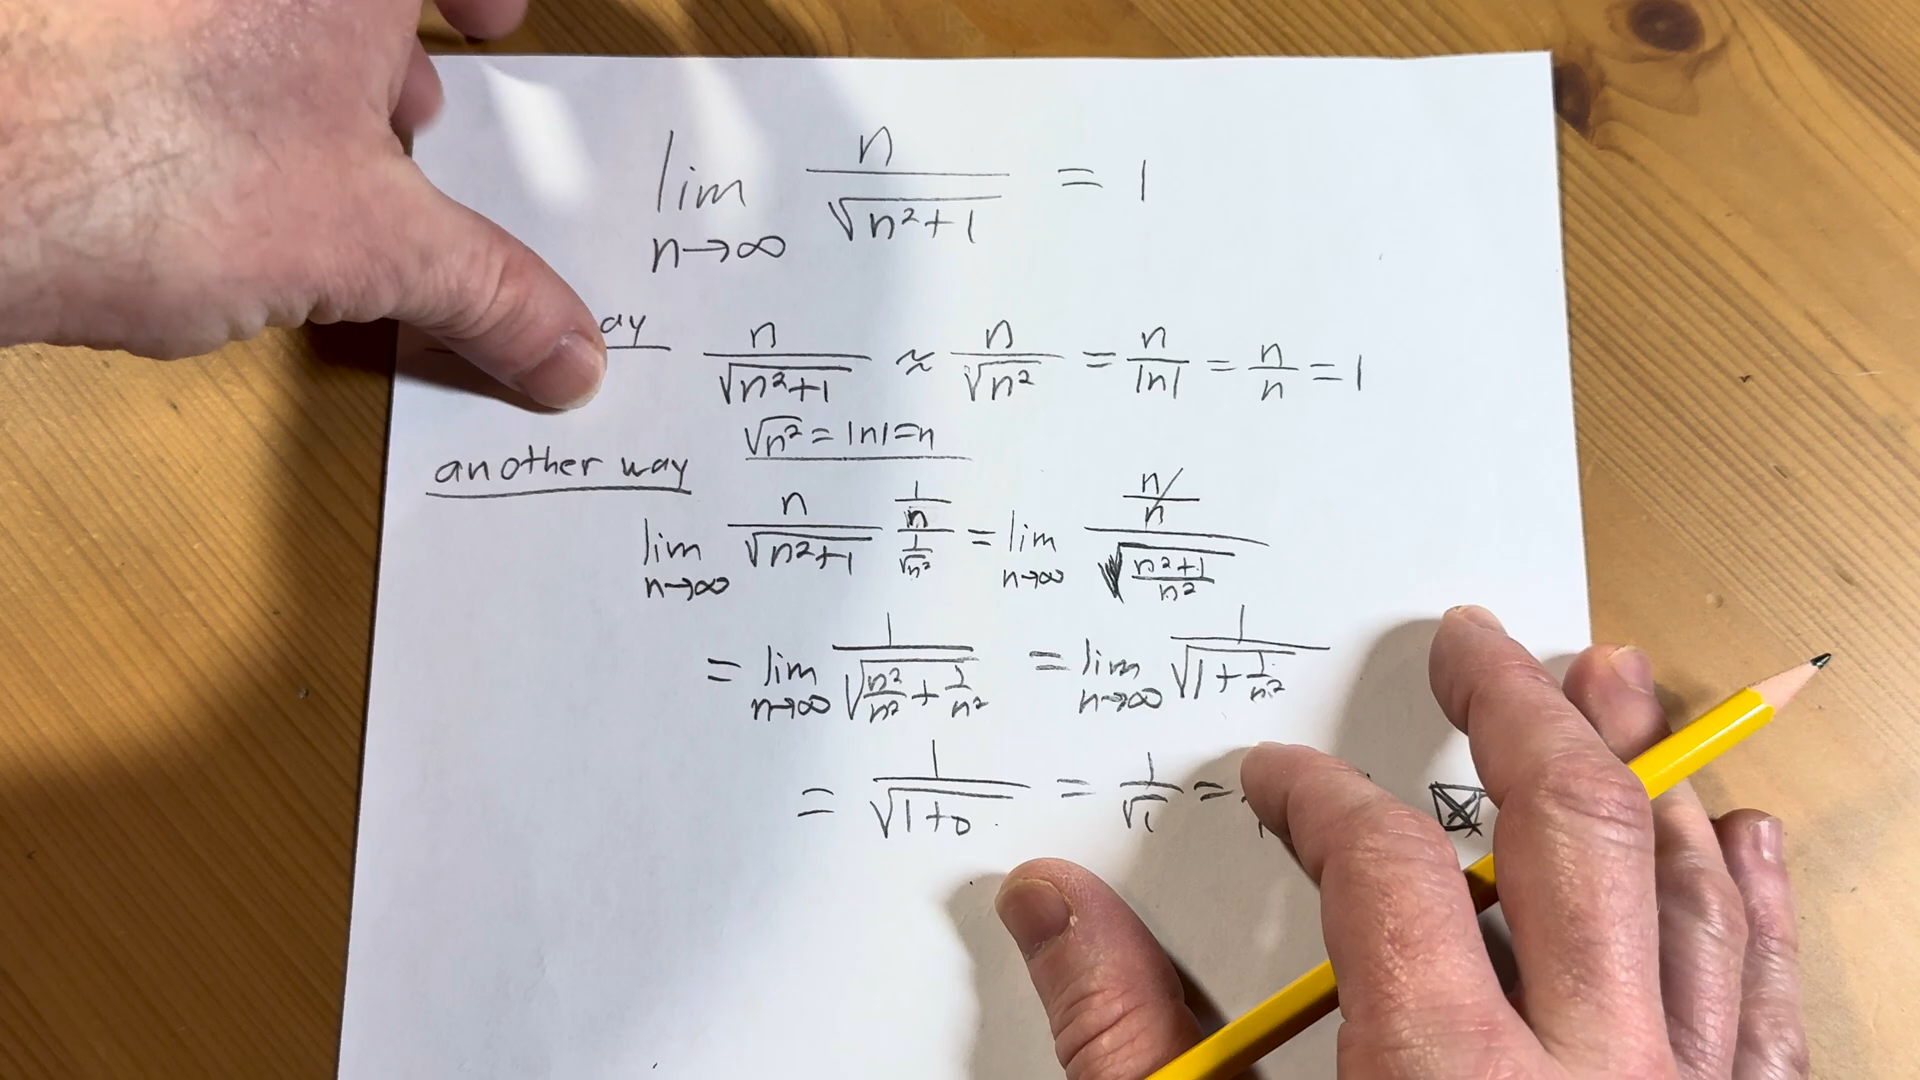 lim n→∞ n/√(n²+1) = 1
n/√(n²+1) ≈ n/√n² = n/|n| = n/n = 1
√n² = |n| = n
another way
lim n→∞ n/√(n²+1) (1/n)/(1/√n²) = lim n→∞ (n/n)/√((n²+1)/n²)
= lim n→∞ 1/√(n²/n² + 1/n²) = lim n→∞ 1/√(1 + 1/n²)
= 1/√(1+0) = 1/√1 =